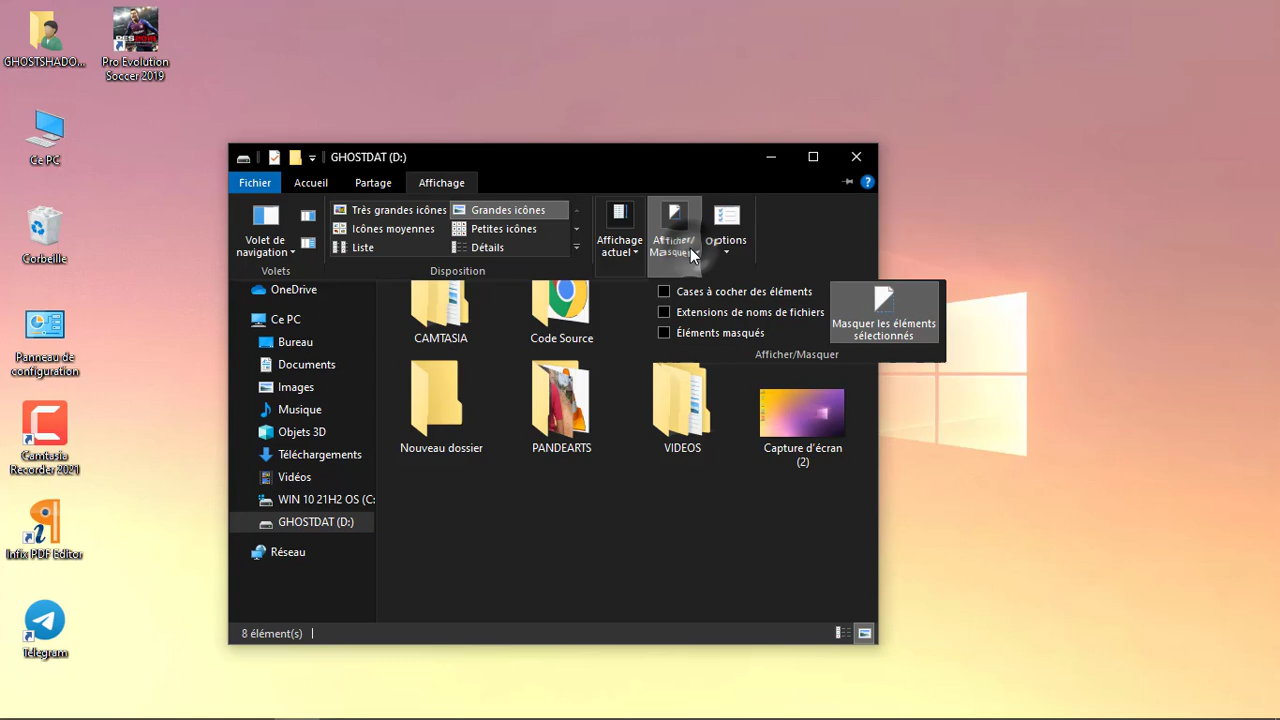 GHOSTSHADO...
Pro Evolution
Soccer 2019
Ce PC
Corbeille
Panneau de
configuration
Camtasia
Recorder 2021
Infix PDF Editor
Telegram
GHOSTDAT (D:)
Fichier
Accueil
Partage
Affichage
Volet de
navigation
Volets
Très grandes icônes
Grandes icônes
Icônes moyennes
Petites icônes
Liste
Détails
Disposition
Affichage
actuel
Afficher/
Masquer
Options
Cases à cocher des éléments
Extensions de noms de fichiers
Éléments masqués
Masquer les éléments
sélectionnés
Afficher/Masquer
OneDrive
Ce PC
Bureau
Documents
Images
Musique
Objets 3D
Téléchargements
Vidéos
WIN 10 21H2 OS (C:
GHOSTDAT (D:)
Réseau
CAMTASIA
Code Source
Nouveau dossier
PANDEARTS
VIDEOS
Capture d'écran
(2)
8 élément(s)